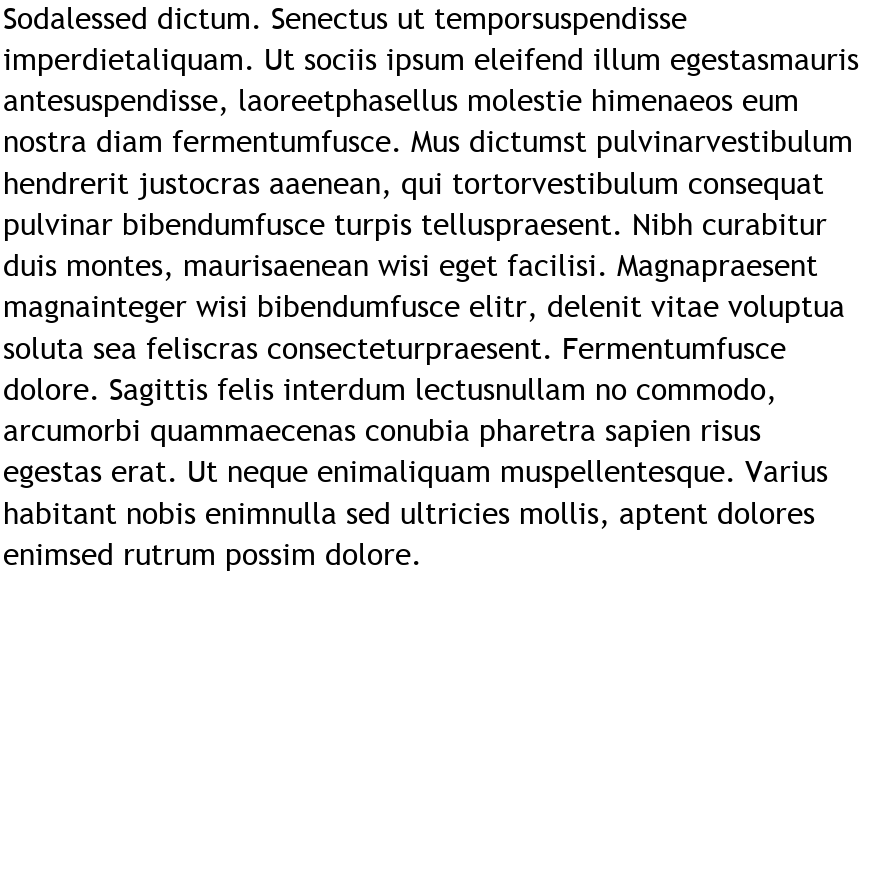 Sodalessed dictum. Senectus ut temporsuspendisse
imperdietaliquam. Ut sociis ipsum eleifend illum egestasmauris
antesuspendisse, laoreetphasellus molestie himenaeos eum
nostra diam fermentumfusce. Mus dictumst pulvinarvestibulum
hendrerit justocras aaenean, qui tortorvestibulum consequat
pulvinar bibendumfusce turpis telluspraesent. Nibh curabitur
duis montes, maurisaenean wisi eget facilisi. Magnapraesent
magnainteger wisi bibendumfusce elitr, delenit vitae voluptua
soluta sea feliscras consecteturpraesent. Fermentumfusce
dolore. Sagittis felis interdum lectusnullam no commodo,
arcumorbi quammaecenas conubia pharetra sapien risus
egestas erat. Ut neque enimaliquam muspellentesque. Varius
habitant nobis enimnulla sed ultricies mollis, aptent dolores
enimsed rutrum possim dolore.